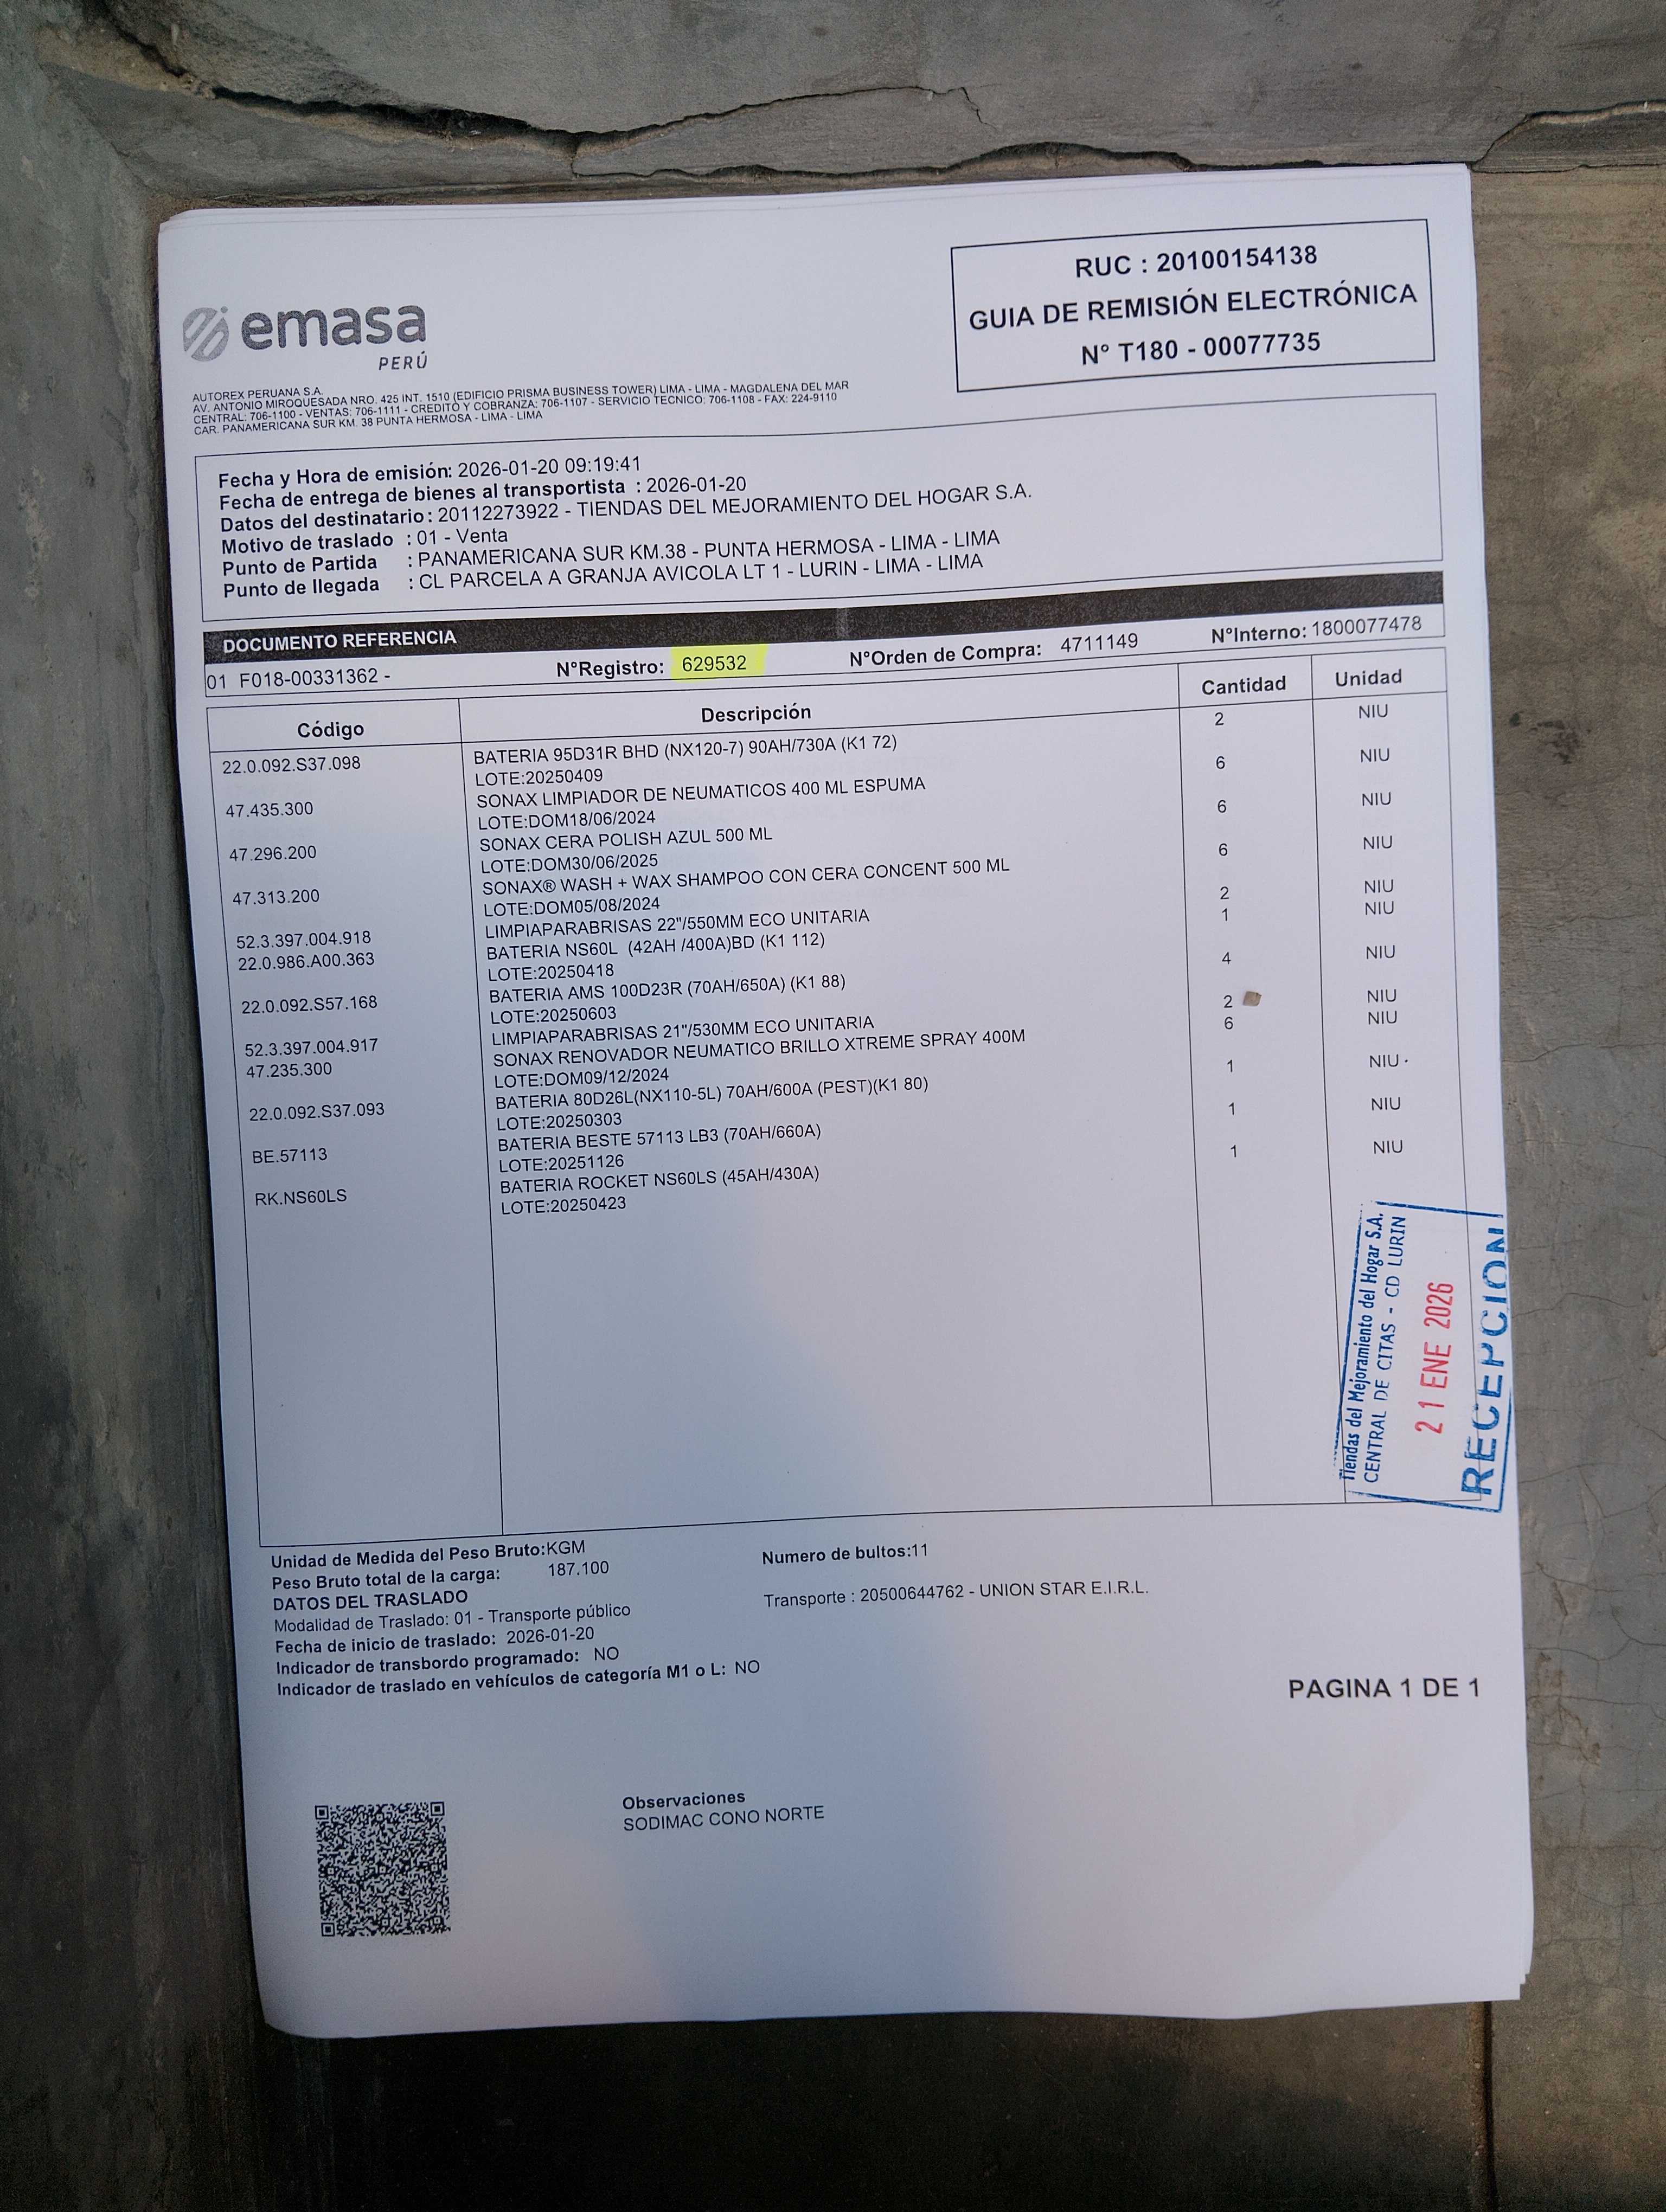 emasa
PERÚ
RUC : 20100154138
GUIA DE REMISIÓN ELECTRÓNICA
N° T180 - 00077735
AUTOREX PERUANA S.A.
AV. ANTONIO MIROQUESADA NRO. 425 INT. 1510 (EDIFICIO PRISMA BUSINESS TOWER) LIMA - LIMA - MAGDALENA DEL MAR
CENTRAL: 706-1100 - VENTAS: 706-1111 - CREDITO Y COBRANZA: 706-1107 - SERVICIO TECNICO: 706-1108 - FAX: 224-9110
CAR. PANAMERICANA SUR KM. 38 PUNTA HERMOSA - LIMA - LIMA
Fecha y Hora de emisión: 2026-01-20 09:19:41
Fecha de entrega de bienes al transportista : 2026-01-20
Datos del destinatario : 20112273922 - TIENDAS DEL MEJORAMIENTO DEL HOGAR S.A.
Motivo de traslado : 01 - Venta
Punto de Partida : PANAMERICANA SUR KM.38 - PUNTA HERMOSA - LIMA - LIMA
Punto de llegada : CL PARCELA A GRANJA AVICOLA LT 1 - LURIN - LIMA - LIMA
DOCUMENTO REFERENCIA
01 F018-00331362 - N°Registro: 629532 N°Orden de Compra: 4711149 N°Interno: 1800077478
Código Descripción Cantidad Unidad
22.0.092.S37.098 BATERIA 95D31R BHD (NX120-7) 90AH/730A (K1 72) 2 NIU
LOTE:20250409
47.435.300 SONAX LIMPIADOR DE NEUMATICOS 400 ML ESPUMA 6 NIU
LOTE:DOM18/06/2024
47.296.200 SONAX CERA POLISH AZUL 500 ML 6 NIU
LOTE:DOM30/06/2025
47.313.200 SONAX® WASH + WAX SHAMPOO CON CERA CONCENT 500 ML 6 NIU
LOTE:DOM05/08/2024
52.3.397.004.918 LIMPIAPARABRISAS 22"/550MM ECO UNITARIA 2 NIU
22.0.986.A00.363 BATERIA NS60L (42AH /400A)BD (K1 112) 1 NIU
LOTE:20250418
22.0.092.S57.168 BATERIA AMS 100D23R (70AH/650A) (K1 88) 4 NIU
LOTE:20250603
52.3.397.004.917 LIMPIAPARABRISAS 21"/530MM ECO UNITARIA 2 NIU
47.235.300 SONAX RENOVADOR NEUMATICO BRILLO XTREME SPRAY 400M 6 NIU
LOTE:DOM09/12/2024
22.0.092.S37.093 BATERIA 80D26L(NX110-5L) 70AH/600A (PEST)(K1 80) 1 NIU
LOTE:20250303
BE.57113 BATERIA BESTE 57113 LB3 (70AH/660A) 1 NIU
LOTE:20251126
RK.NS60LS BATERIA ROCKET NS60LS (45AH/430A) 1 NIU
LOTE:20250423
Tiendas del Mejoramiento del Hogar S.A.
CENTRAL DE CITAS - CD LURIN
21 ENE 2026
RECEPCION
Unidad de Medida del Peso Bruto:KGM Numero de bultos:11
Peso Bruto total de la carga: 187.100
DATOS DEL TRASLADO Transporte : 20500644762 - UNION STAR E.I.R.L.
Modalidad de Traslado: 01 - Transporte público
Fecha de inicio de traslado: 2026-01-20
Indicador de transbordo programado: NO
Indicador de traslado en vehículos de categoría M1 o L: NO
PAGINA 1 DE 1
Observaciones
SODIMAC CONO NORTE